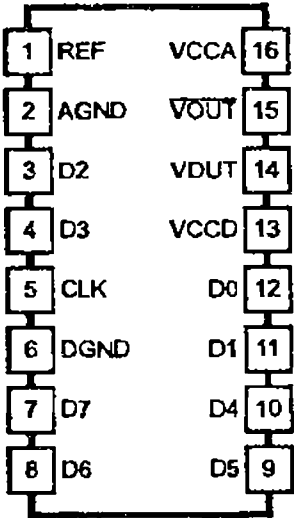 1 REF VCCA 16
2 AGND V̅O̅U̅T̅ 15
3 D2 VDUT 14
4 D3 VCCD 13
5 CLK D0 12
6 DGND D1 11
7 D7 D4 10
8 D6 D5 9